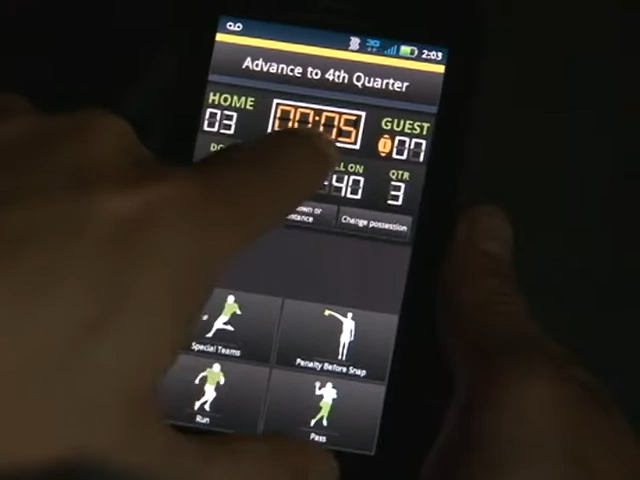 2:03
Advance to 4th Quarter
HOME
00:05
GUEST
03
07
LL ON
QTR
40
3
Change possession
Special Teams
Penalty Before Snap
Run
Pass